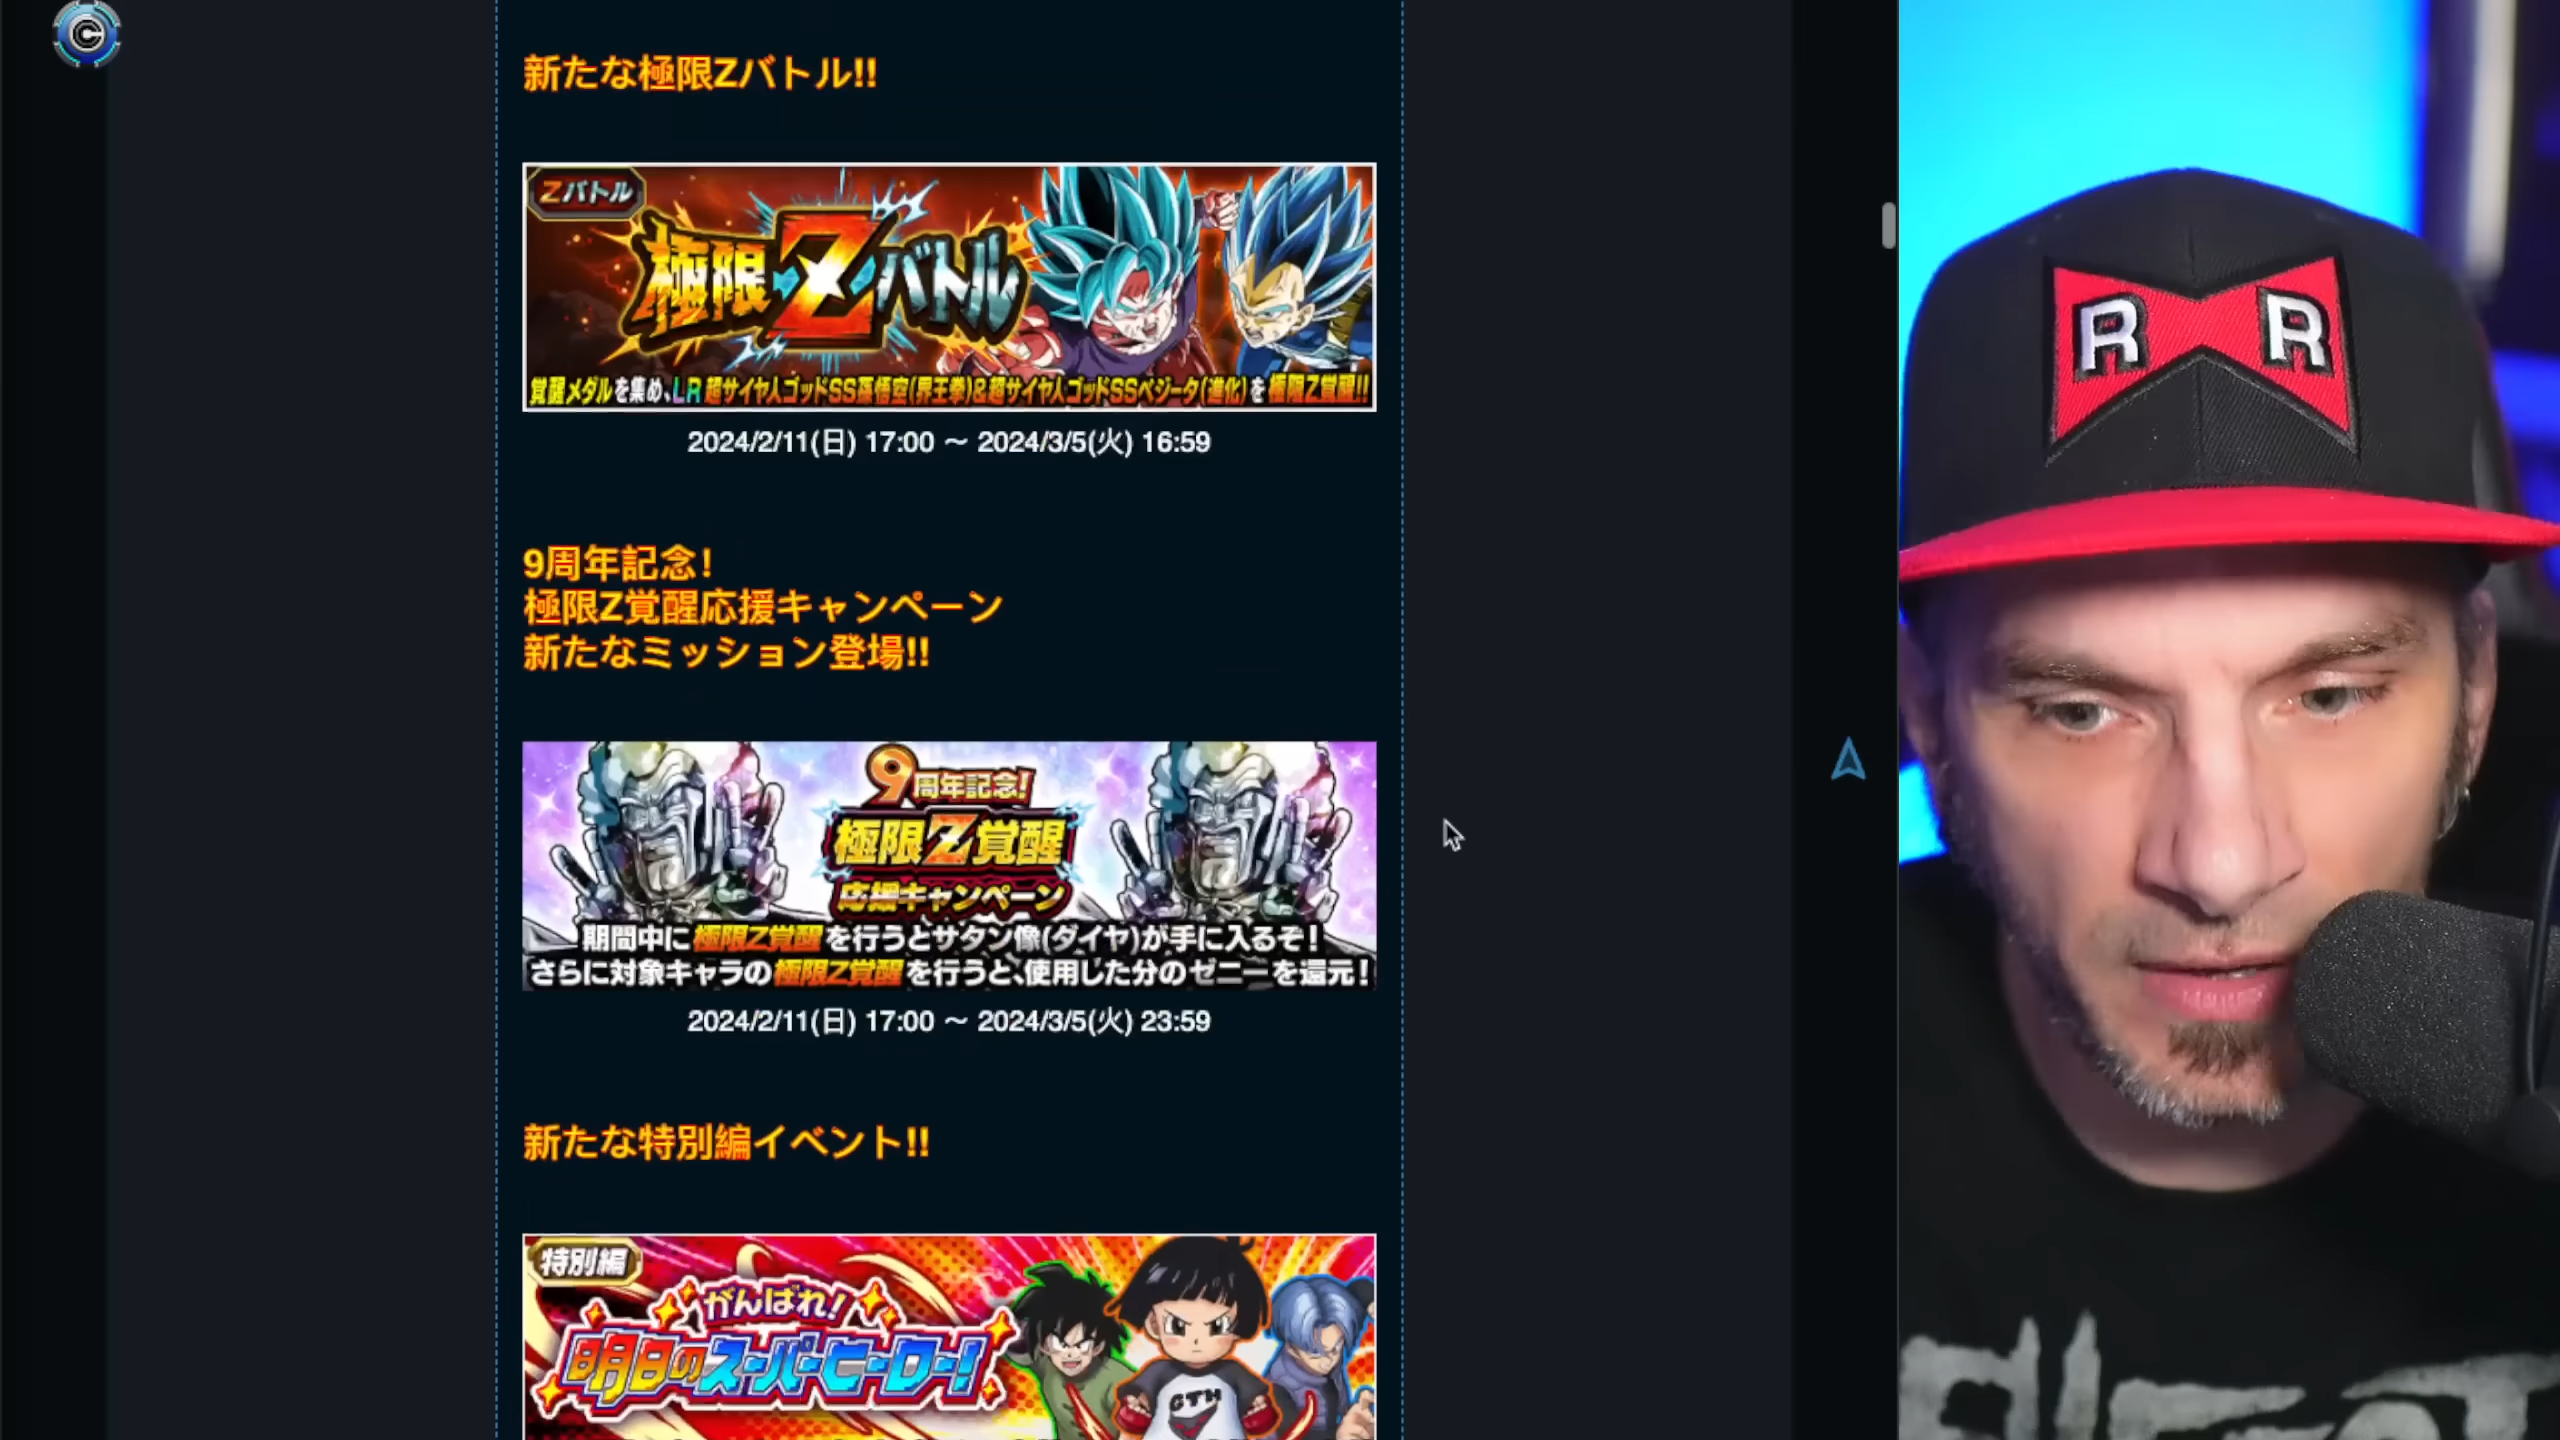 新たな極限Zバトル!!
Zバトル
極限Zバトル
覚醒メダルを集め、LR 超サイヤ人ゴッドSS孫悟空(界王拳)&超サイヤ人ゴッドSSベジータ(進化)を 極限Z覚醒!!
2024/2/11(日) 17:00 ～ 2024/3/5(火) 16:59
9周年記念!
極限Z覚醒応援キャンペーン
新たなミッション登場!!
9周年記念!
極限Z覚醒
応援キャンペーン
期間中に極限Z覚醒を行うとサタン像(ダイヤ)が手に入るぞ!
さらに対象キャラの極限Z覚醒を行うと、使用した分のゼニーを還元!
2024/2/11(日) 17:00 ～ 2024/3/5(火) 23:59
新たな特別編イベント!!
特別編
がんばれ!
明日のスーパーヒーロー!
GTH
R R